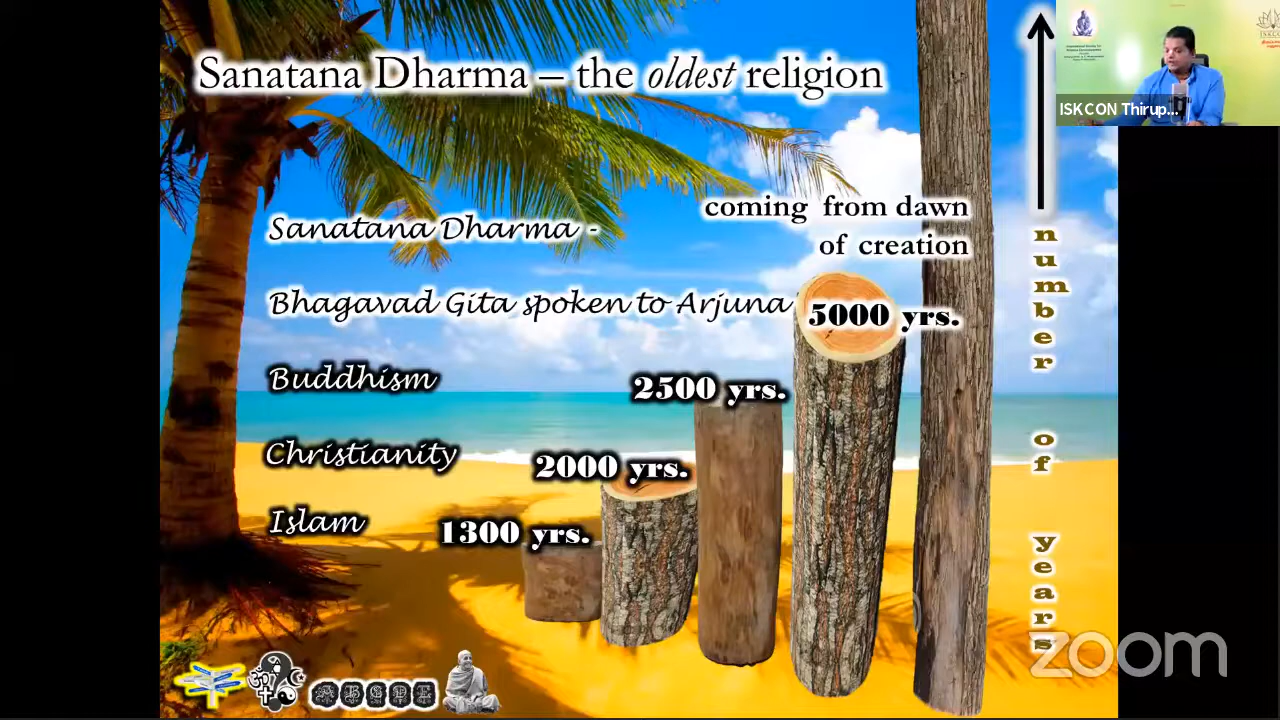 Sanatana Dharma – the oldest religion
ISKCON Thirup...
coming from dawn
of creation
Sanatana Dharma -
Bhagavad Gita spoken to Arjuna
5000 yrs.
Buddhism
2500 yrs.
Christianity
2000 yrs.
Islam
1300 yrs.
number of years
zoom
ABCDE